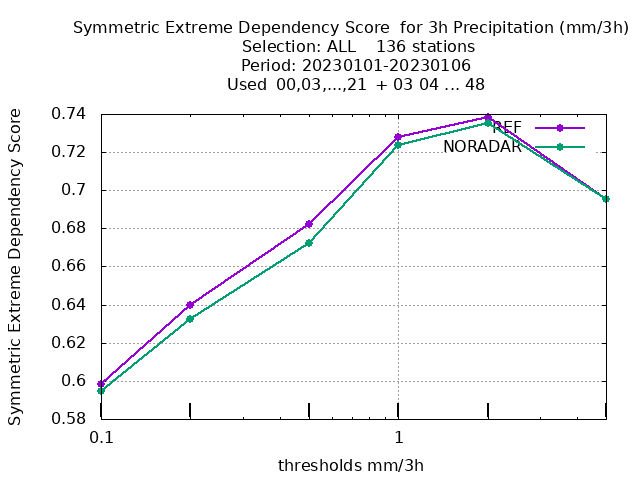 Symmetric Extreme Dependency Score  for 3h Precipitation (mm/3h)
Selection: ALL    136 stations
Period: 20230101-20230106
Used  00,03,...,21  + 03 04 ... 48
REF
NORADAR
Symmetric Extreme Dependency Score
0.74
0.72
0.7
0.68
0.66
0.64
0.62
0.6
0.58
0.1
1
thresholds mm/3h